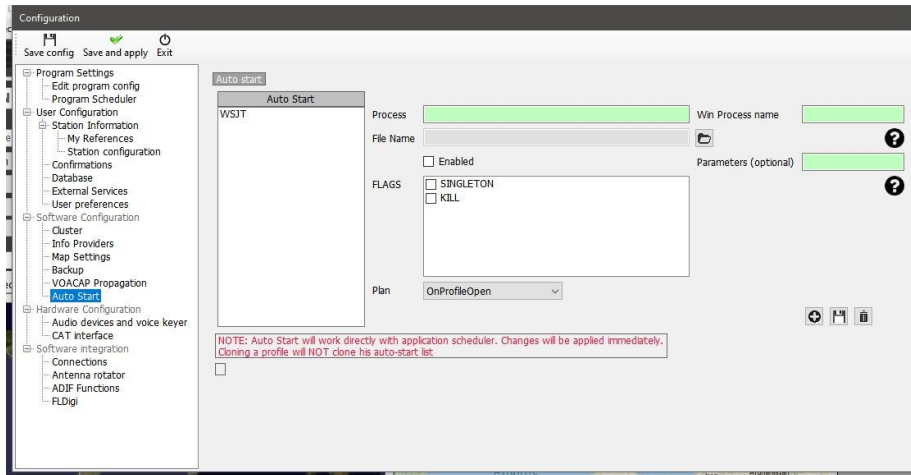 Configuration
Save config Save and apply Exit
Program Settings
Edit program config
Program Scheduler
User Configuration
Station Information
My References
Station configuration
Confirmations
Database
External Services
User preferences
Software Configuration
Cluster
Info Providers
Map Settings
Backup
VOACAP Propagation
Auto Start
Hardware Configuration
Audio devices and voice keyer
CAT interface
Software integration
Connections
Antenna rotator
ADIF Functions
FLDigi
Auto start
Auto Start
WSJT
Process
Win Process name
File Name
?
Enabled
Parameters (optional)
FLAGS
SINGLETON
?
KILL
Plan
OnProfileOpen
NOTE: Auto Start will work directly with application scheduler. Changes will be applied immediately.
Cloning a profile will NOT clone his auto-start list